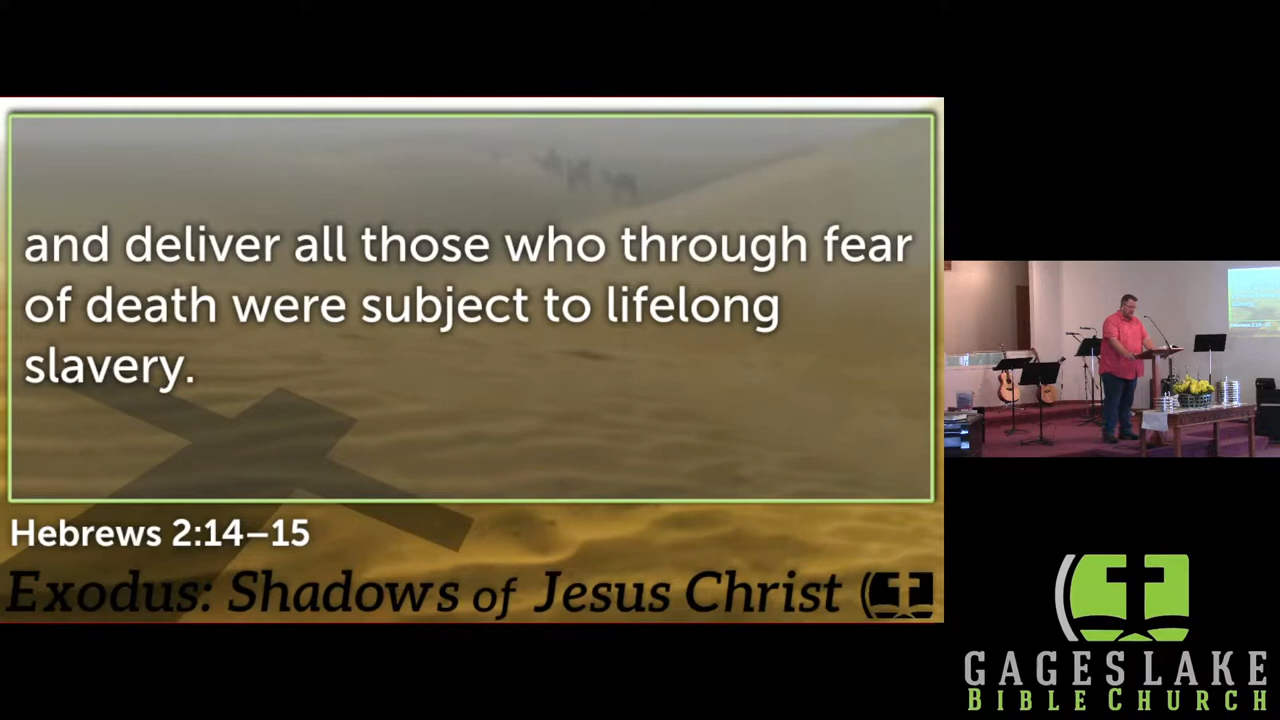 and deliver all those who through fear
of death were subject to lifelong
slavery.
Hebrews 2:14–15
Exodus: Shadows of Jesus Christ
GAGESLAKE
BIBLE CHURCH